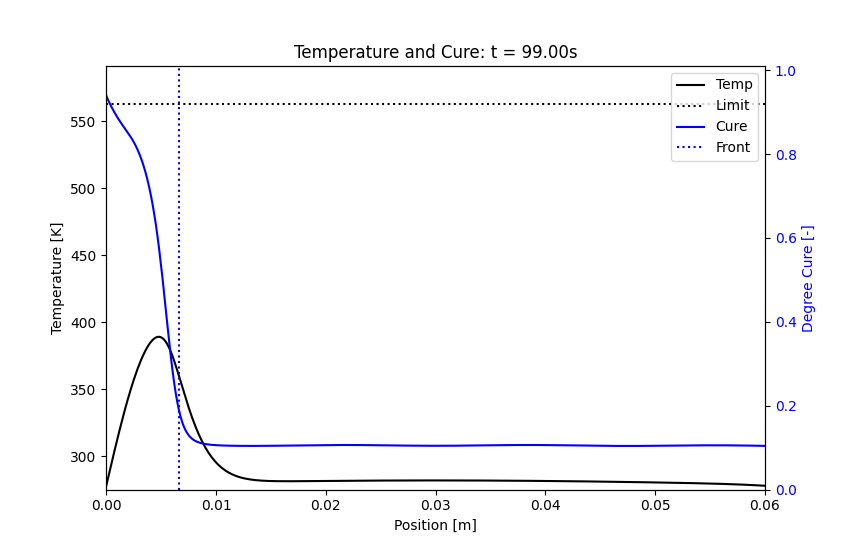 Temperature and Cure: t = 99.00s
Temperature [K]
550
500
450
400
350
300
Temp
Limit
Cure
Front
1.0
0.8
0.6
0.4
0.2
0.0
Degree Cure [-]
0.00
0.01
0.02
0.03
0.04
0.05
0.06
Position [m]